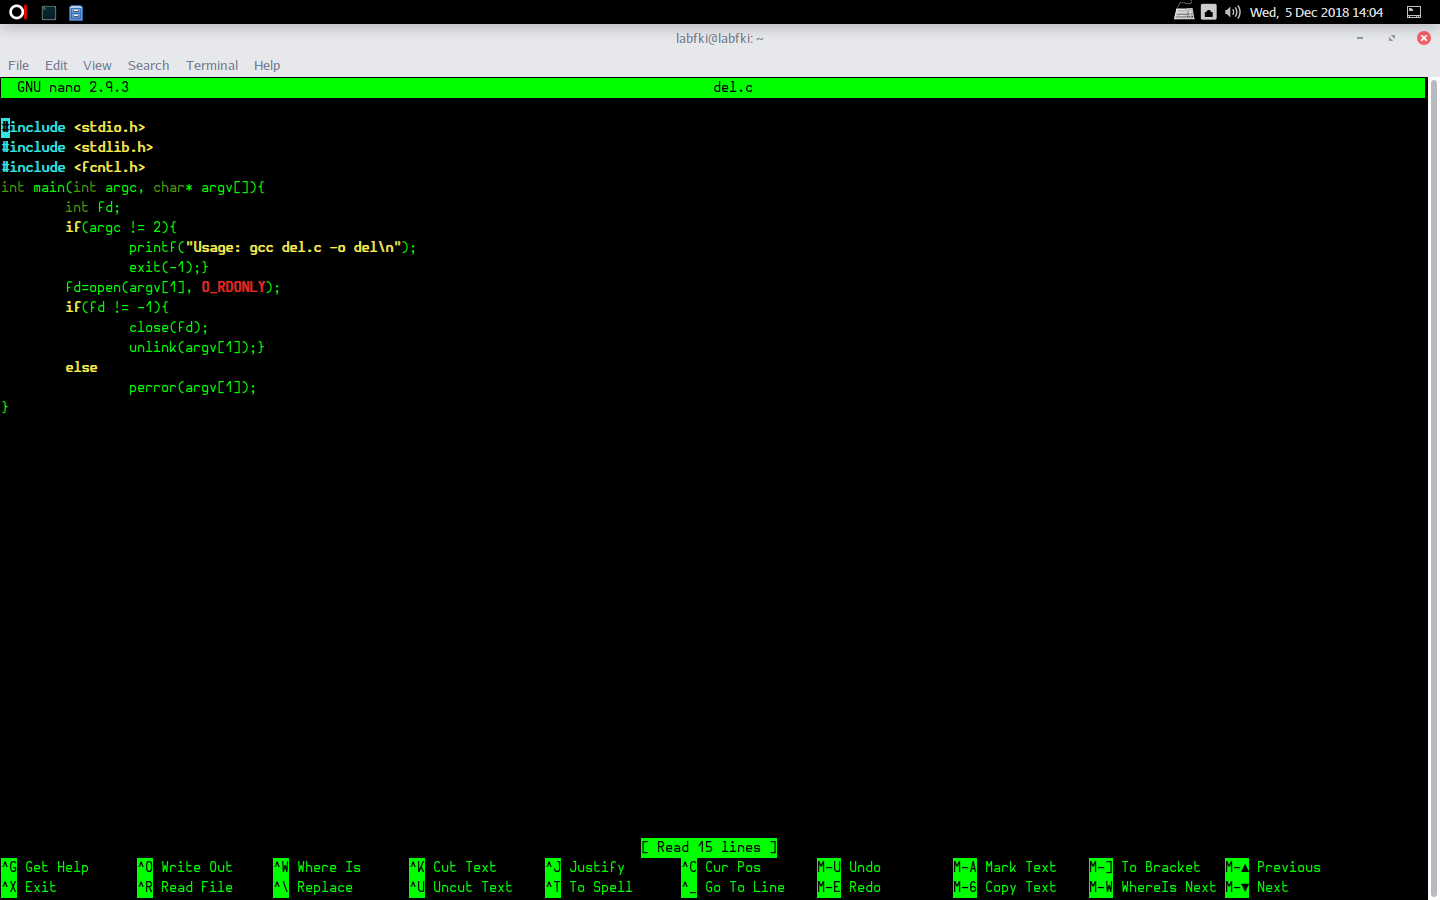 Wed, 5 Dec 2018 14:04
labfki@labfki: ~
File Edit View Search Terminal Help
GNU nano 2.9.3 del.c
#include <stdio.h>
#include <stdlib.h>
#include <fcntl.h>
int main(int argc, char* argv[]){
int fd;
if(argc != 2){
printf("Usage: gcc del.c -o del\n");
exit(-1);}
fd=open(argv[1], O_RDONLY);
if(fd != -1){
close(fd);
unlink(argv[1]);}
else
perror(argv[1]);
}
[ Read 15 lines ]
^G Get Help ^O Write Out ^W Where Is ^K Cut Text ^J Justify ^C Cur Pos M-U Undo M-A Mark Text M-] To Bracket M-▲ Previous
^X Exit ^R Read File ^\ Replace ^U Uncut Text ^T To Spell ^_ Go To Line M-E Redo M-6 Copy Text M-W WhereIs Next M-▼ Next